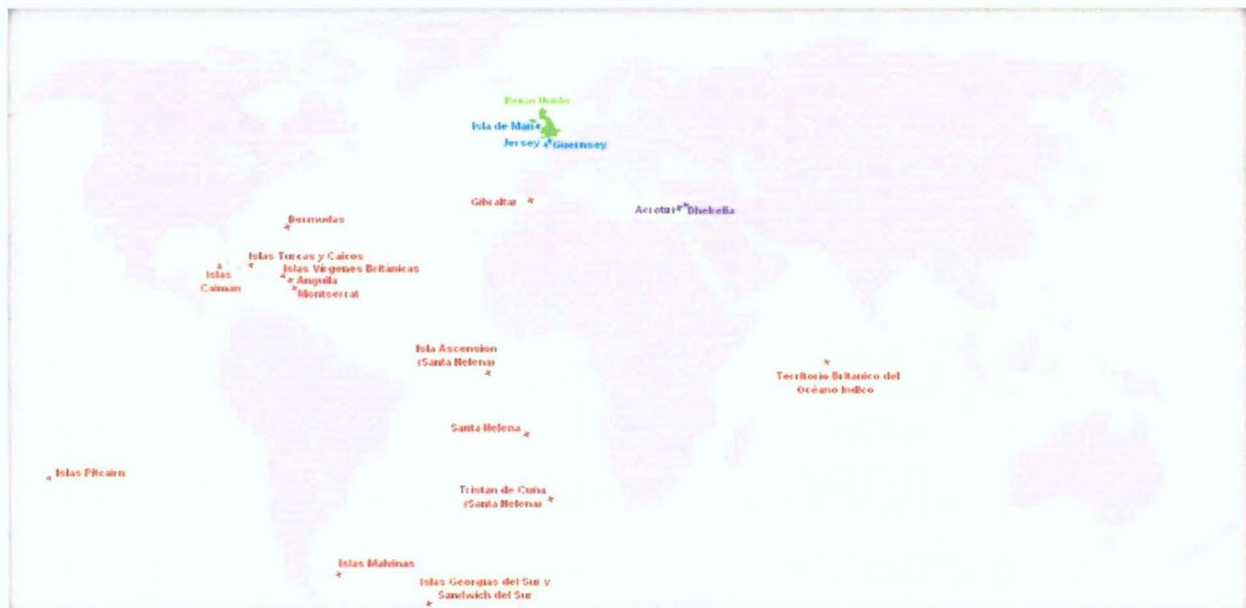 Reino Unido
Isla de Man
Jersey
Guernsey
Gibraltar
Acrotiri
Dhekelia
Bermudas
Islas Turcas y Caicos
Islas Vírgenes Británicas
Islas
Caimán
Anguila
Montserrat
Isla Ascension
(Santa Helena)
Territorio Británico del
Océano Indico
Santa Helena
Islas Pitcairn
Tristan de Cuña
(Santa Helena)
Islas Malvinas
Islas Georgias del Sur y
Sandwich del Sur